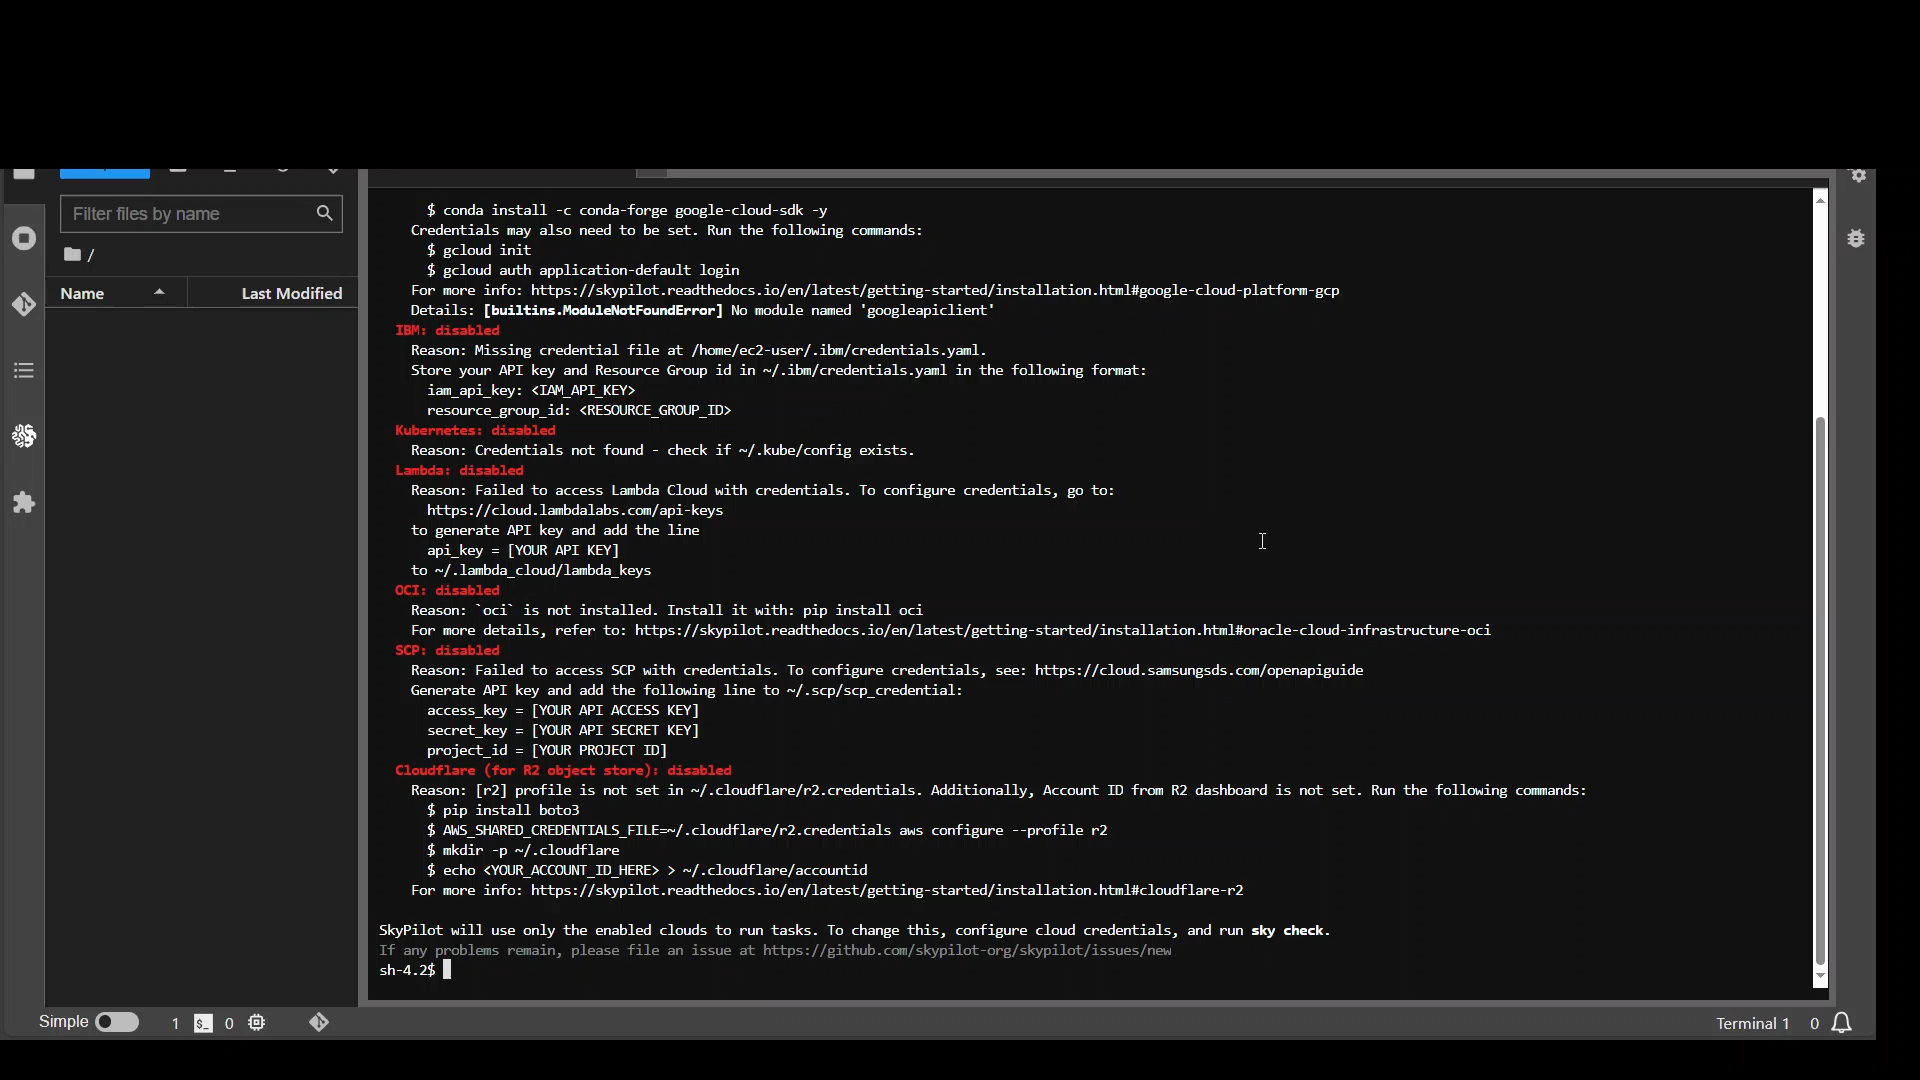 Filter files by name
/
Name
Last Modified
$ conda install -c conda-forge google-cloud-sdk -y
Credentials may also need to be set. Run the following commands:
$ gcloud init
$ gcloud auth application-default login
For more info: https://skypilot.readthedocs.io/en/latest/getting-started/installation.html#google-cloud-platform-gcp
Details: [builtins.ModuleNotFoundError] No module named 'googleapiclient'
IBM: disabled
Reason: Missing credential file at /home/ec2-user/.ibm/credentials.yaml.
Store your API key and Resource Group id in ~/.ibm/credentials.yaml in the following format:
iam_api_key: <IAM_API_KEY>
resource_group_id: <RESOURCE_GROUP_ID>
Kubernetes: disabled
Reason: Credentials not found - check if ~/.kube/config exists.
Lambda: disabled
Reason: Failed to access Lambda Cloud with credentials. To configure credentials, go to:
https://cloud.lambdalabs.com/api-keys
to generate API key and add the line
api_key = [YOUR API KEY]
to ~/.lambda_cloud/lambda_keys
OCI: disabled
Reason: `oci` is not installed. Install it with: pip install oci
For more details, refer to: https://skypilot.readthedocs.io/en/latest/getting-started/installation.html#oracle-cloud-infrastructure-oci
SCP: disabled
Reason: Failed to access SCP with credentials. To configure credentials, see: https://cloud.samsungsds.com/openapiguide
Generate API key and add the following line to ~/.scp/scp_credential:
access_key = [YOUR API ACCESS KEY]
secret_key = [YOUR API SECRET KEY]
project_id = [YOUR PROJECT ID]
Cloudflare (for R2 object store): disabled
Reason: [r2] profile is not set in ~/.cloudflare/r2.credentials. Additionally, Account ID from R2 dashboard is not set. Run the following commands:
$ pip install boto3
$ AWS_SHARED_CREDENTIALS_FILE=~/.cloudflare/r2.credentials aws configure --profile r2
$ mkdir -p ~/.cloudflare
$ echo <YOUR_ACCOUNT_ID_HERE> > ~/.cloudflare/accountid
For more info: https://skypilot.readthedocs.io/en/latest/getting-started/installation.html#cloudflare-r2
SkyPilot will use only the enabled clouds to run tasks. To change this, configure cloud credentials, and run sky check.
If any problems remain, please file an issue at https://github.com/skypilot-org/skypilot/issues/new
sh-4.2$
Simple 1 $_ 0 Terminal 1 0